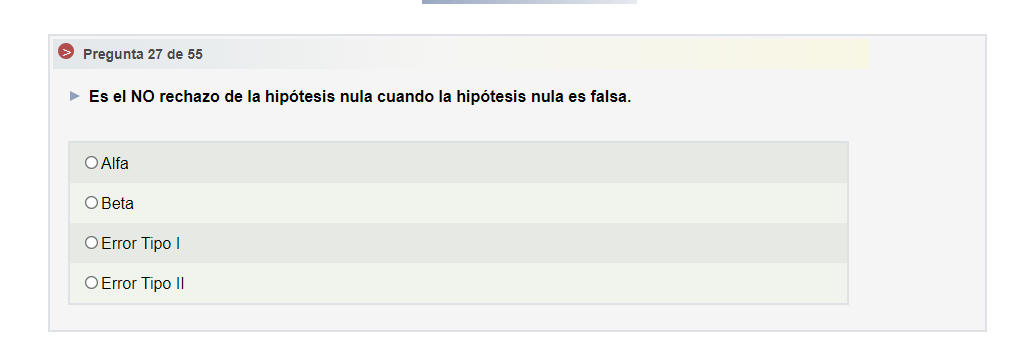 Pregunta 27 de 55
Es el NO rechazo de la hipótesis nula cuando la hipótesis nula es falsa.
Alfa
Beta
Error Tipo I
Error Tipo II